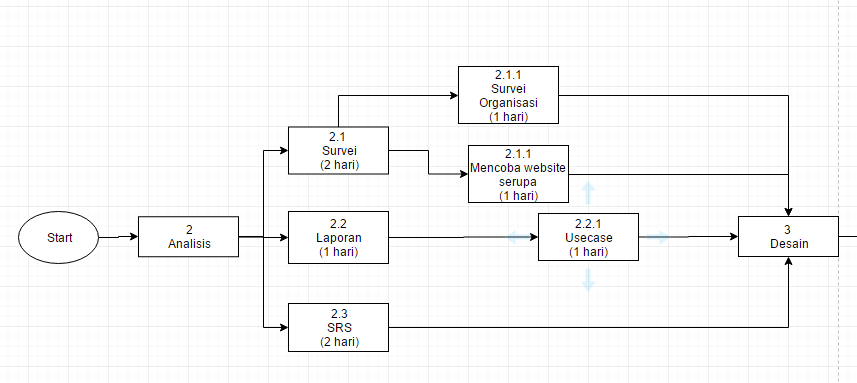 Start
2
Analisis
2.1
Survei
(2 hari)
2.1.1
Survei
Organisasi
(1 hari)
2.1.1
Mencoba website
serupa
(1 hari)
2.2
Laporan
(1 hari)
2.2.1
Usecase
(1 hari)
2.3
SRS
(2 hari)
3
Desain